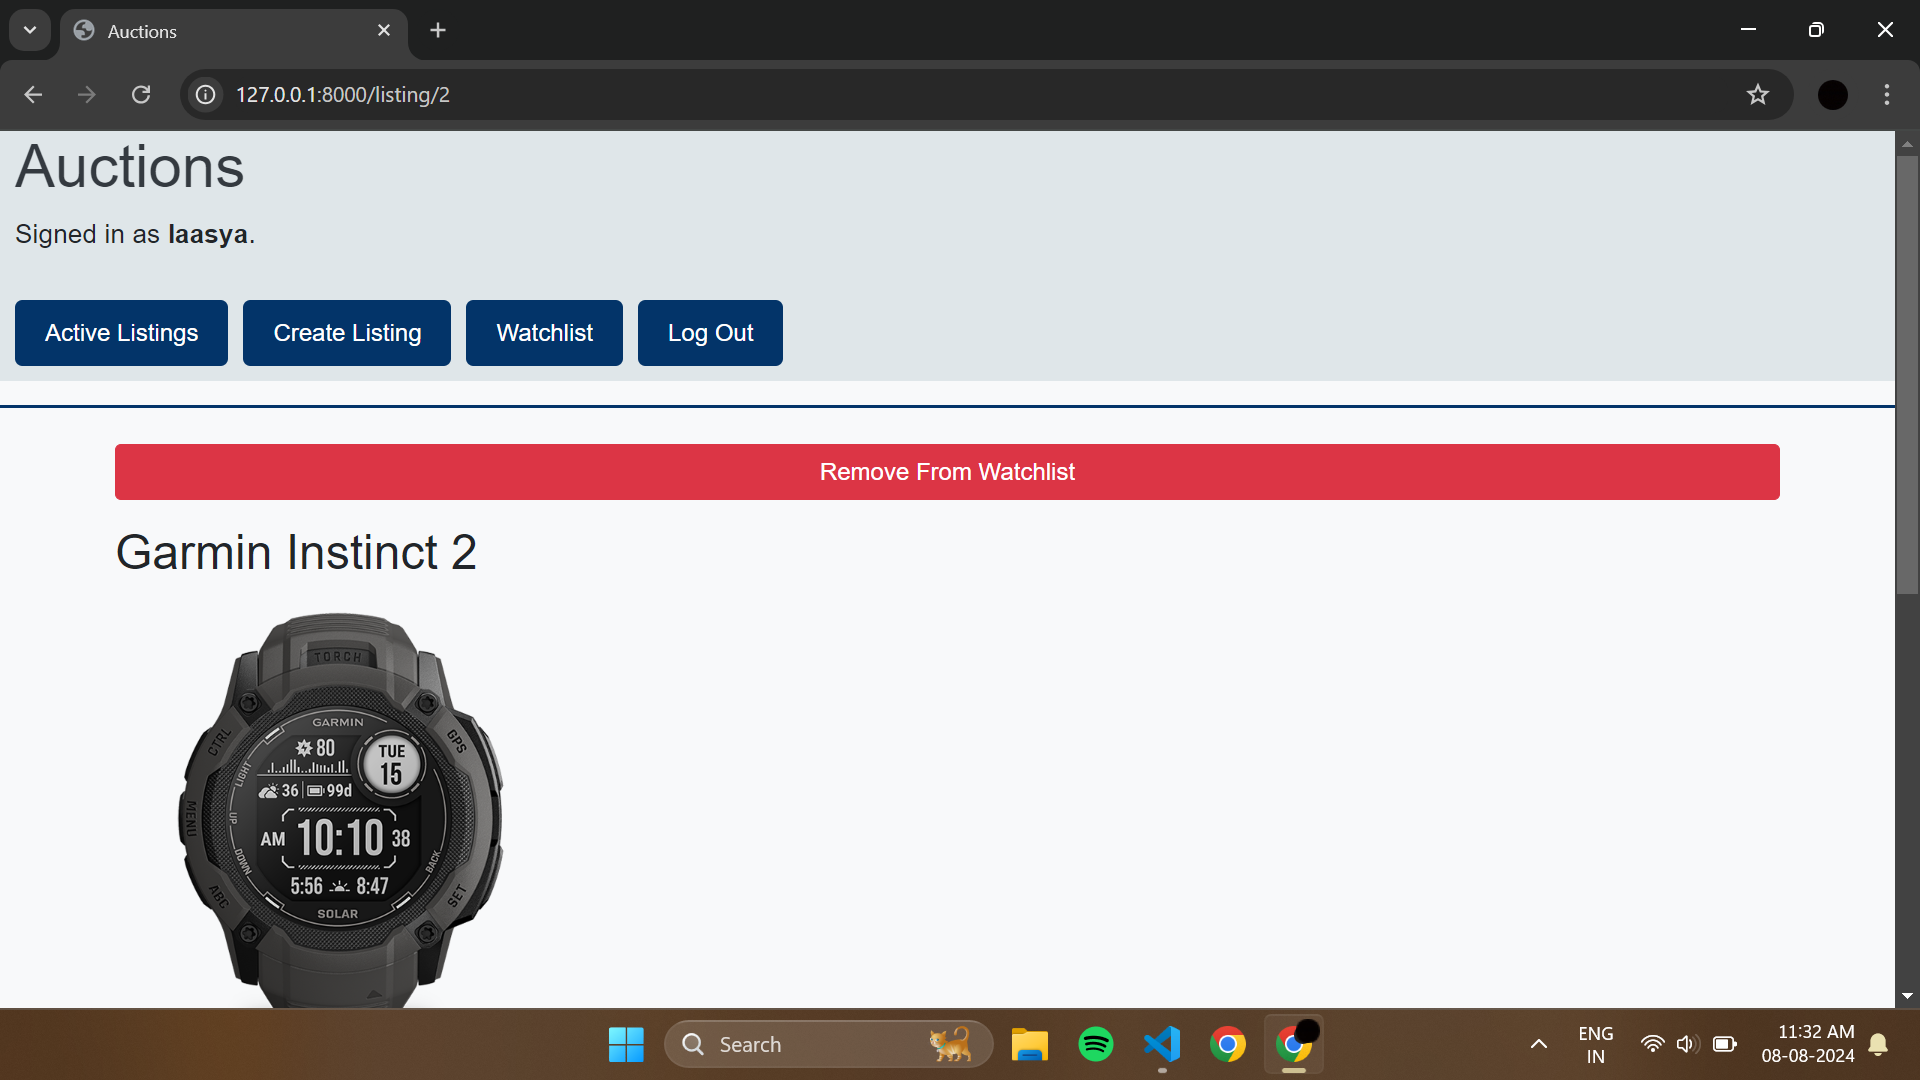 Auctions
127.0.0.1:8000/listing/2
Auctions
Signed in as laasya.
Active Listings
Create Listing
Watchlist
Log Out
Remove From Watchlist
Garmin Instinct 2
TORCH
GARMIN
CTRL
GPS
LIGHT
80
TUE
15
36
99d
MENU
UP
AM 10:10 38
DOWN
BACK
5:56 8:47
ABC
SET
SOLAR
Search
ENG
IN
11:32 AM
08-08-2024